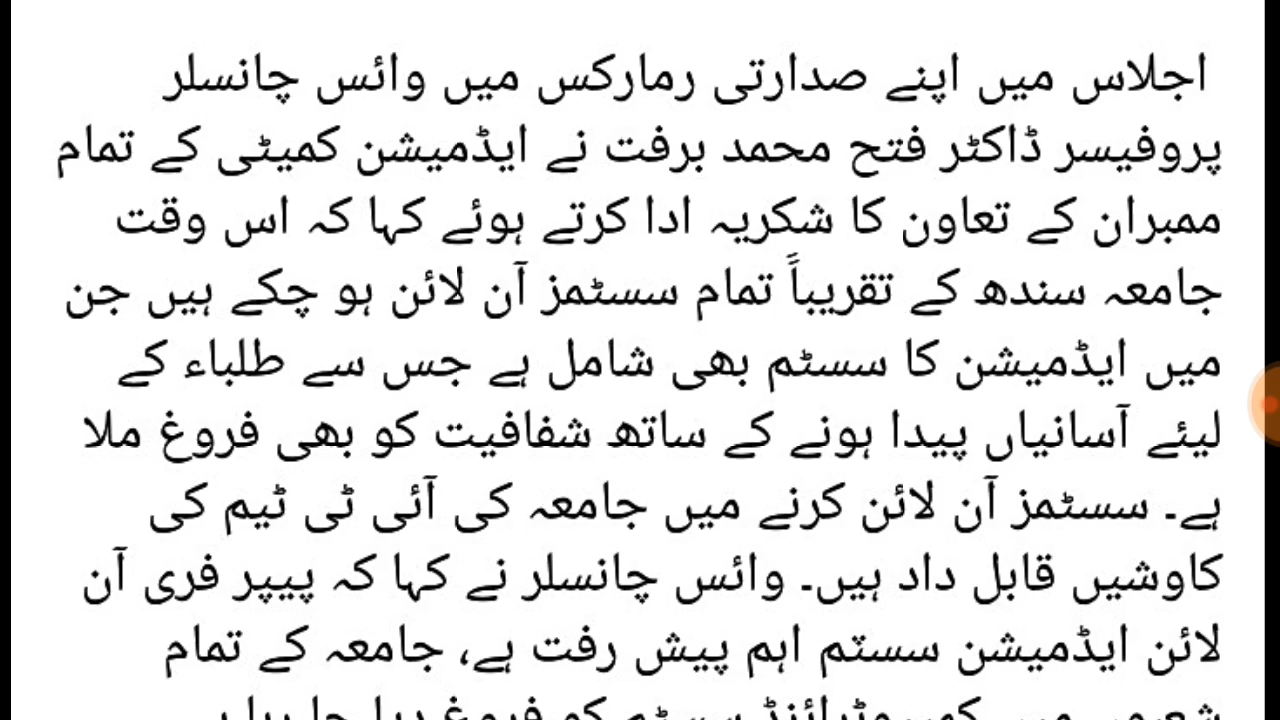 اجلاس میں اپنے صدارتی رمارکس میں وائس چانسلر
پروفیسر ڈاکٹر فتح محمد برفت نے ایڈمیشن کمیٹی کے تمام
ممبران کے تعاون کا شکریہ ادا کرتے ہوئے کہا کہ اس وقت
جامعہ سندھ کے تقریباََ تمام سسٹمز آن لائن ہو چکے ہیں جن
میں ایڈمیشن کا سسٹم بھی شامل ہے جس سے طلباء کے
لیئے آسانیاں پیدا ہونے کے ساتھ شفافیت کو بھی فروغ ملا
ہے۔ سسٹمز آن لائن کرنے میں جامعہ کی آئی ٹی ٹیم کی
کاوشیں قابل داد ہیں۔ وائس چانسلر نے کہا کہ پیپر فری آن
لائن ایڈمیشن سسٹم اہم پیش رفت ہے، جامعہ کے تمام